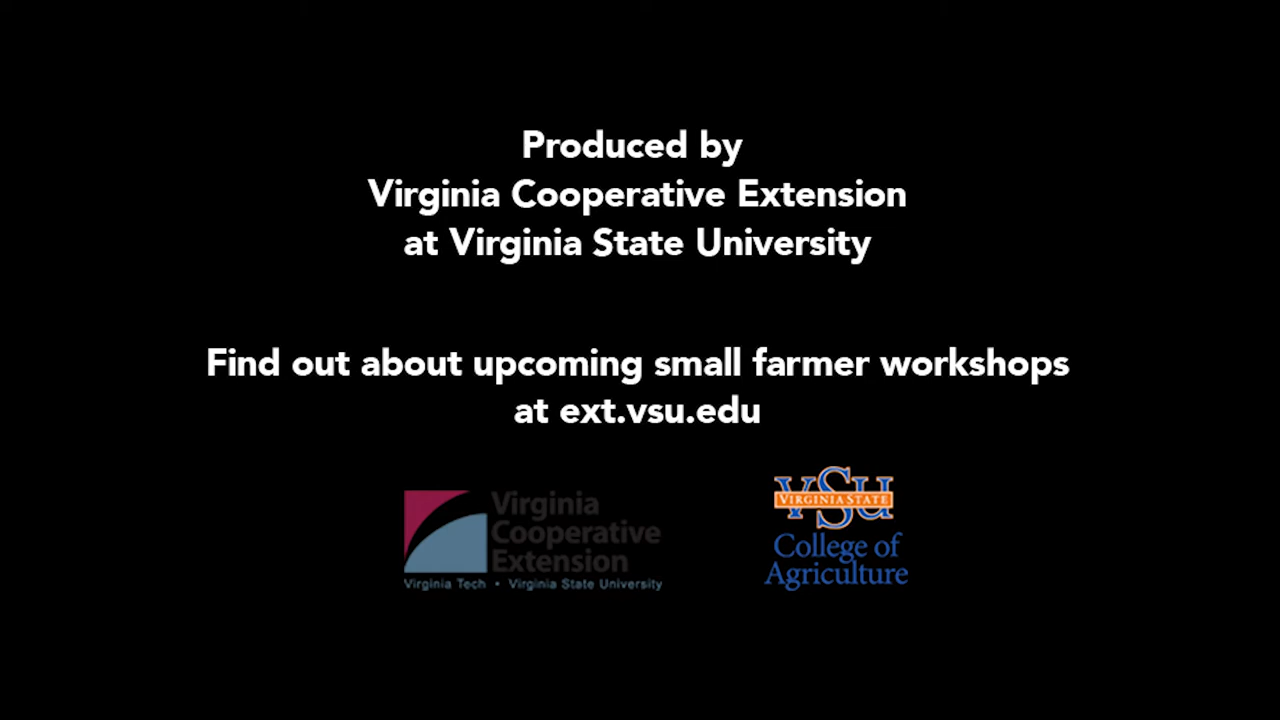 Produced by
Virginia Cooperative Extension
at Virginia State University
Find out about upcoming small farmer workshops
at ext.vsu.edu
Virginia
Cooperative
Extension
Virginia Tech • Virginia State University
VSU
VIRGINIA STATE
College of
Agriculture